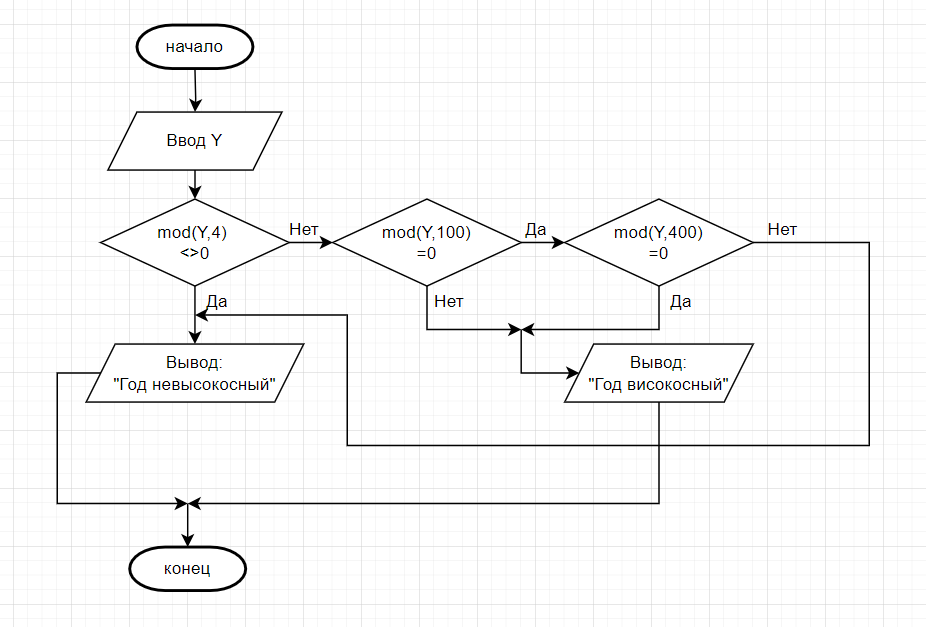 начало
Ввод Y
mod(Y,4)
<>0
Нет
mod(Y,100)
=0
Да
mod(Y,400)
=0
Нет
Да
Нет
Да
Вывод:
"Год невысокосный"
Вывод:
"Год високосный"
конец